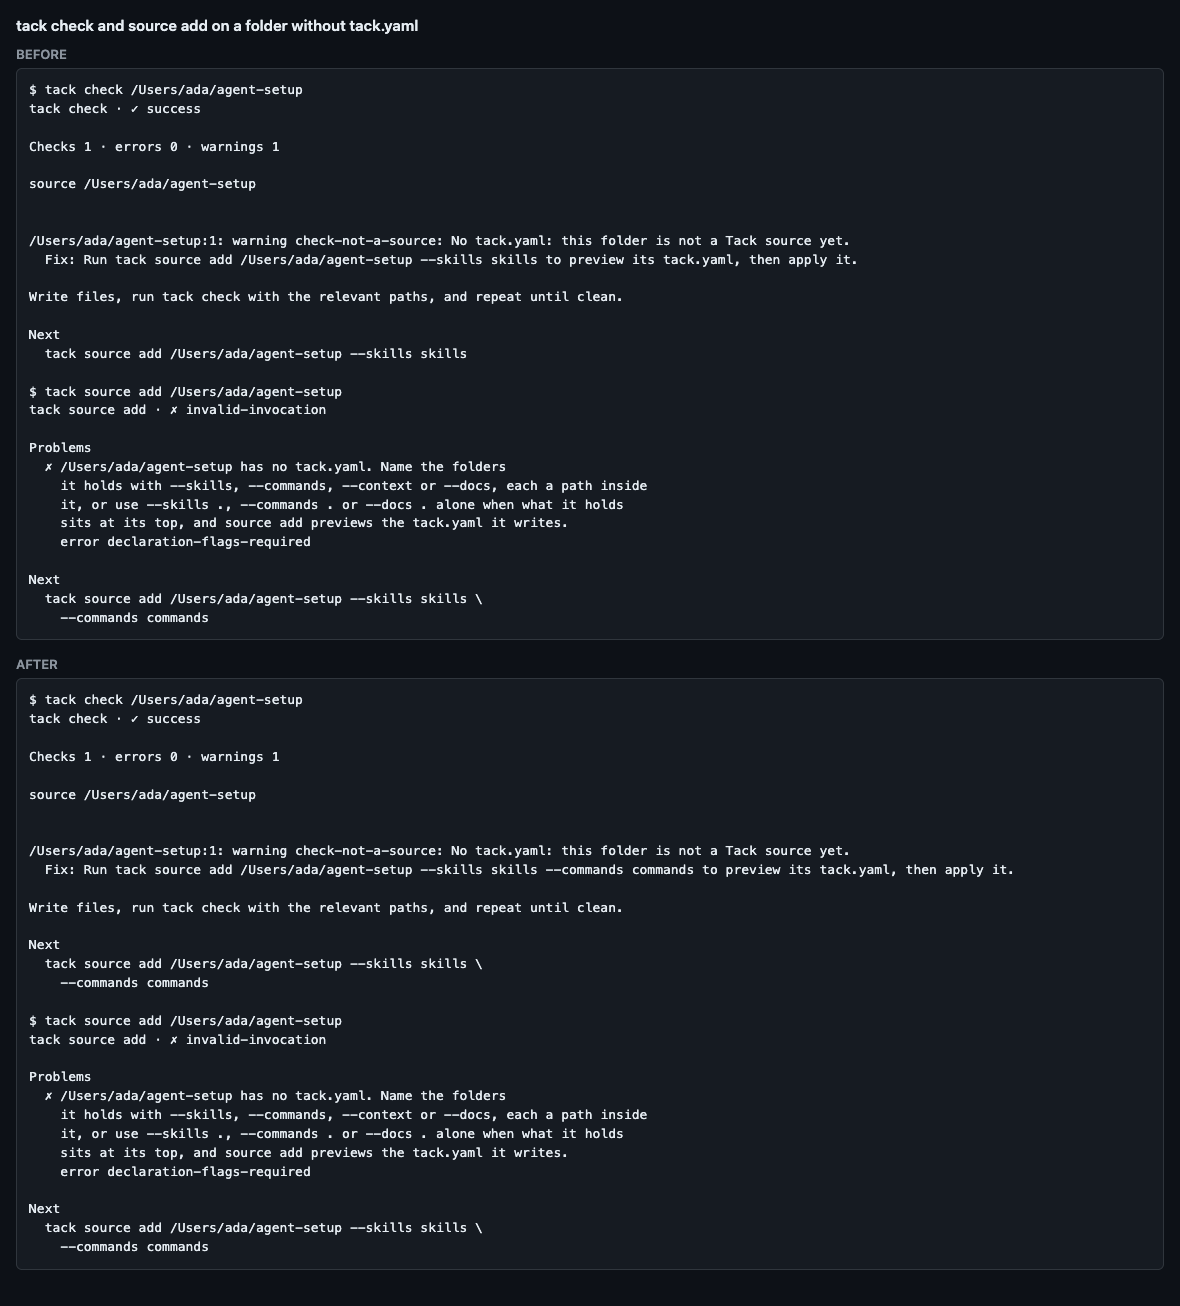 tack check and source add on a folder without tack.yaml
BEFORE
$ tack check /Users/ada/agent-setup
tack check · ✓ success
Checks 1 · errors 0 · warnings 1
source /Users/ada/agent-setup
/Users/ada/agent-setup:1: warning check-not-a-source: No tack.yaml: this folder is not a Tack source yet.
Fix: Run tack source add /Users/ada/agent-setup --skills skills to preview its tack.yaml, then apply it.
Write files, run tack check with the relevant paths, and repeat until clean.
Next
tack source add /Users/ada/agent-setup --skills skills
$ tack source add /Users/ada/agent-setup
tack source add · ✗ invalid-invocation
Problems
✗ /Users/ada/agent-setup has no tack.yaml. Name the folders
it holds with --skills, --commands, --context or --docs, each a path inside
it, or use --skills ., --commands . or --docs . alone when what it holds
sits at its top, and source add previews the tack.yaml it writes.
error declaration-flags-required
Next
tack source add /Users/ada/agent-setup --skills skills \
--commands commands
AFTER
$ tack check /Users/ada/agent-setup
tack check · ✓ success
Checks 1 · errors 0 · warnings 1
source /Users/ada/agent-setup
/Users/ada/agent-setup:1: warning check-not-a-source: No tack.yaml: this folder is not a Tack source yet.
Fix: Run tack source add /Users/ada/agent-setup --skills skills --commands commands to preview its tack.yaml, then apply it.
Write files, run tack check with the relevant paths, and repeat until clean.
Next
tack source add /Users/ada/agent-setup --skills skills \
--commands commands
$ tack source add /Users/ada/agent-setup
tack source add · ✗ invalid-invocation
Problems
✗ /Users/ada/agent-setup has no tack.yaml. Name the folders
it holds with --skills, --commands, --context or --docs, each a path inside
it, or use --skills ., --commands . or --docs . alone when what it holds
sits at its top, and source add previews the tack.yaml it writes.
error declaration-flags-required
Next
tack source add /Users/ada/agent-setup --skills skills \
--commands commands